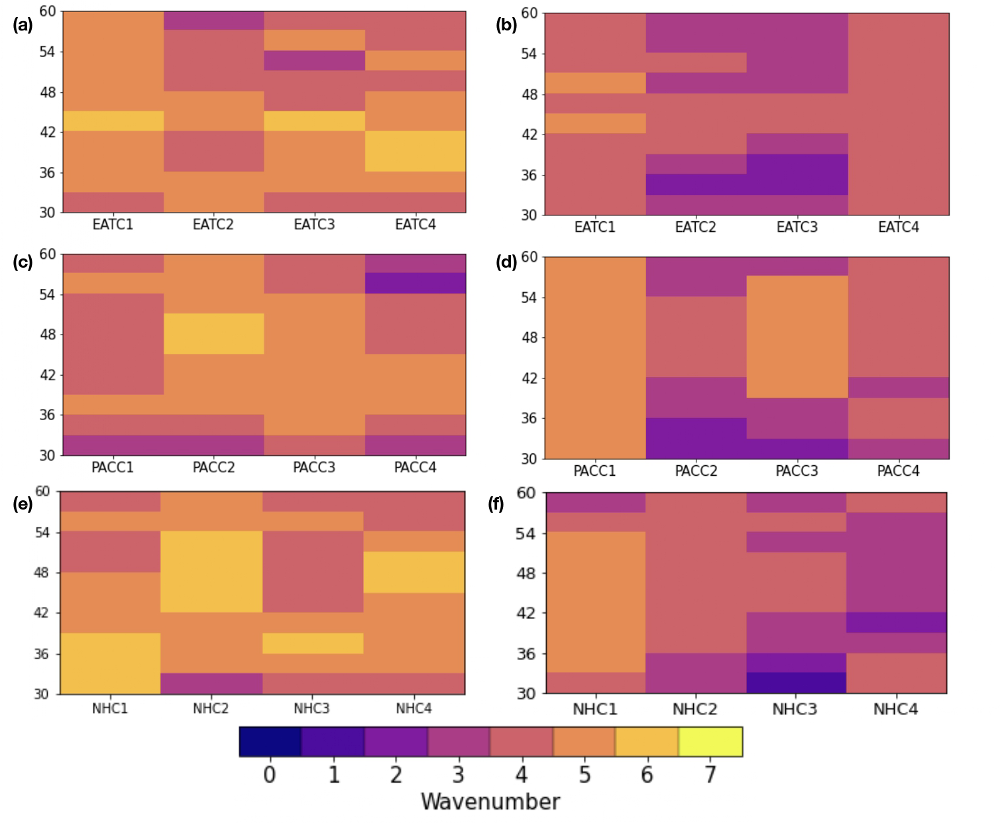 (a)
60
54
48
42
36
30
EATC1 EATC2 EATC3 EATC4
(b)
60
54
48
42
36
30
EATC1 EATC2 EATC3 EATC4
(c)
60
54
48
42
36
30
PACC1 PACC2 PACC3 PACC4
(d)
60
54
48
42
36
30
PACC1 PACC2 PACC3 PACC4
(e)
60
54
48
42
36
30
NHC1 NHC2 NHC3 NHC4
(f)
60
54
48
42
36
30
NHC1 NHC2 NHC3 NHC4
0 1 2 3 4 5 6 7
Wavenumber